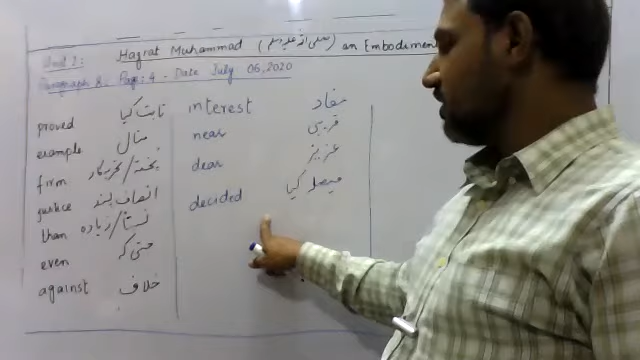 Unit 1: Hazrat Muhammad (صلی اللہ علیہ وسلم) an Embodiment
Paragraph 8. Page 4 - Date July 06, 2020
proved ثابت کیا
example مثال
firm پختہ/
justice انصاف پسند
than نسبتاً/زیادہ
even حتی کہ
against خلاف
interest مفاد
near قریبی
dear عزیز
decided فیصلہ کیا